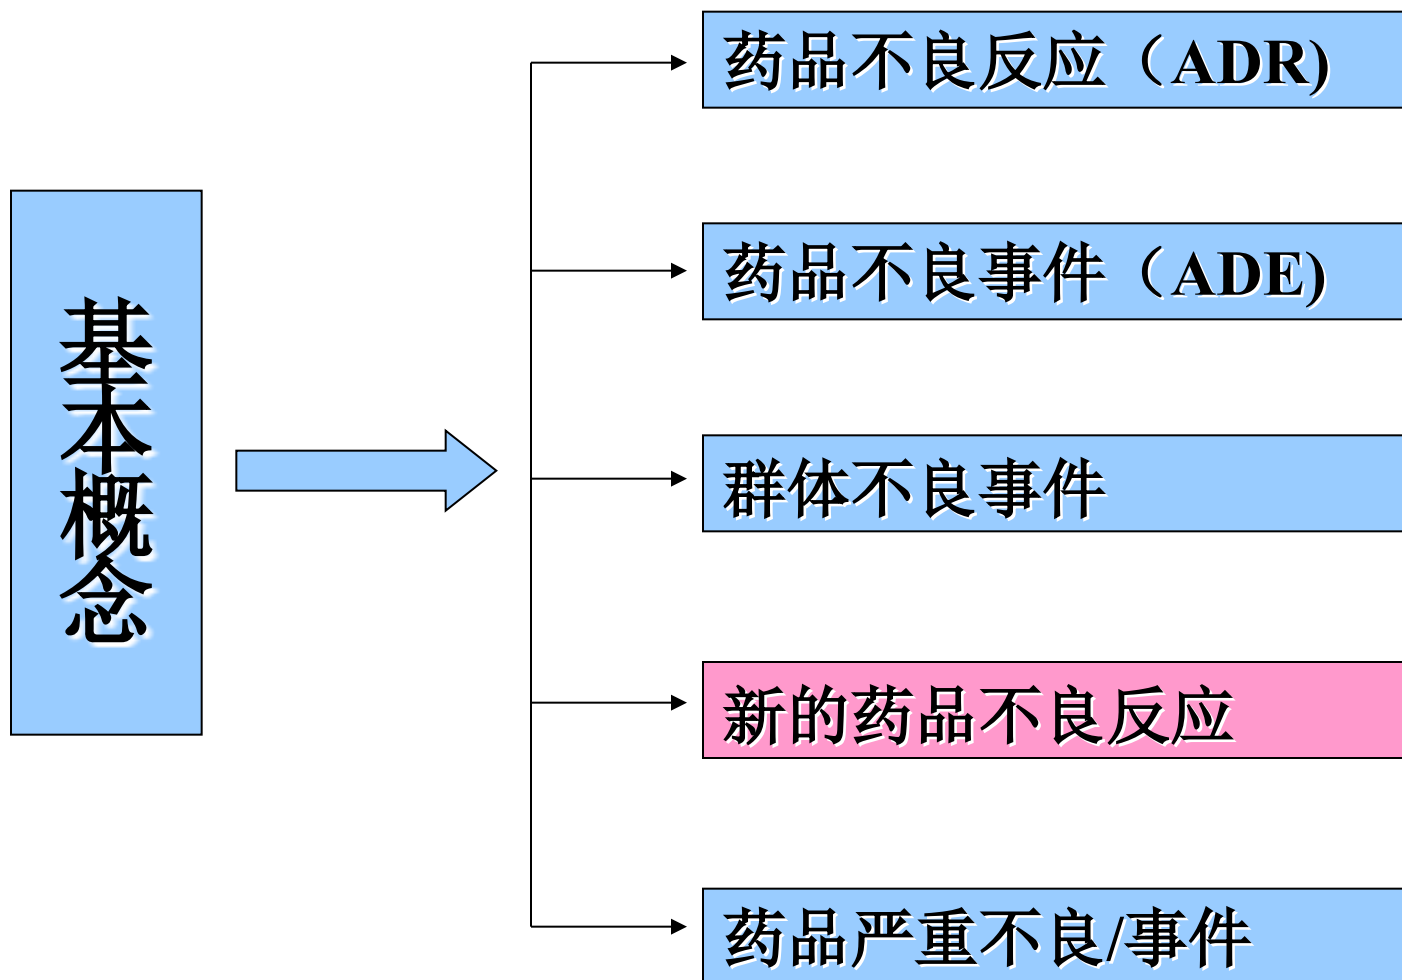 基本概念
药品不良反应（ADR)
药品不良事件（ADE)
群体不良事件
新的药品不良反应
药品严重不良/事件